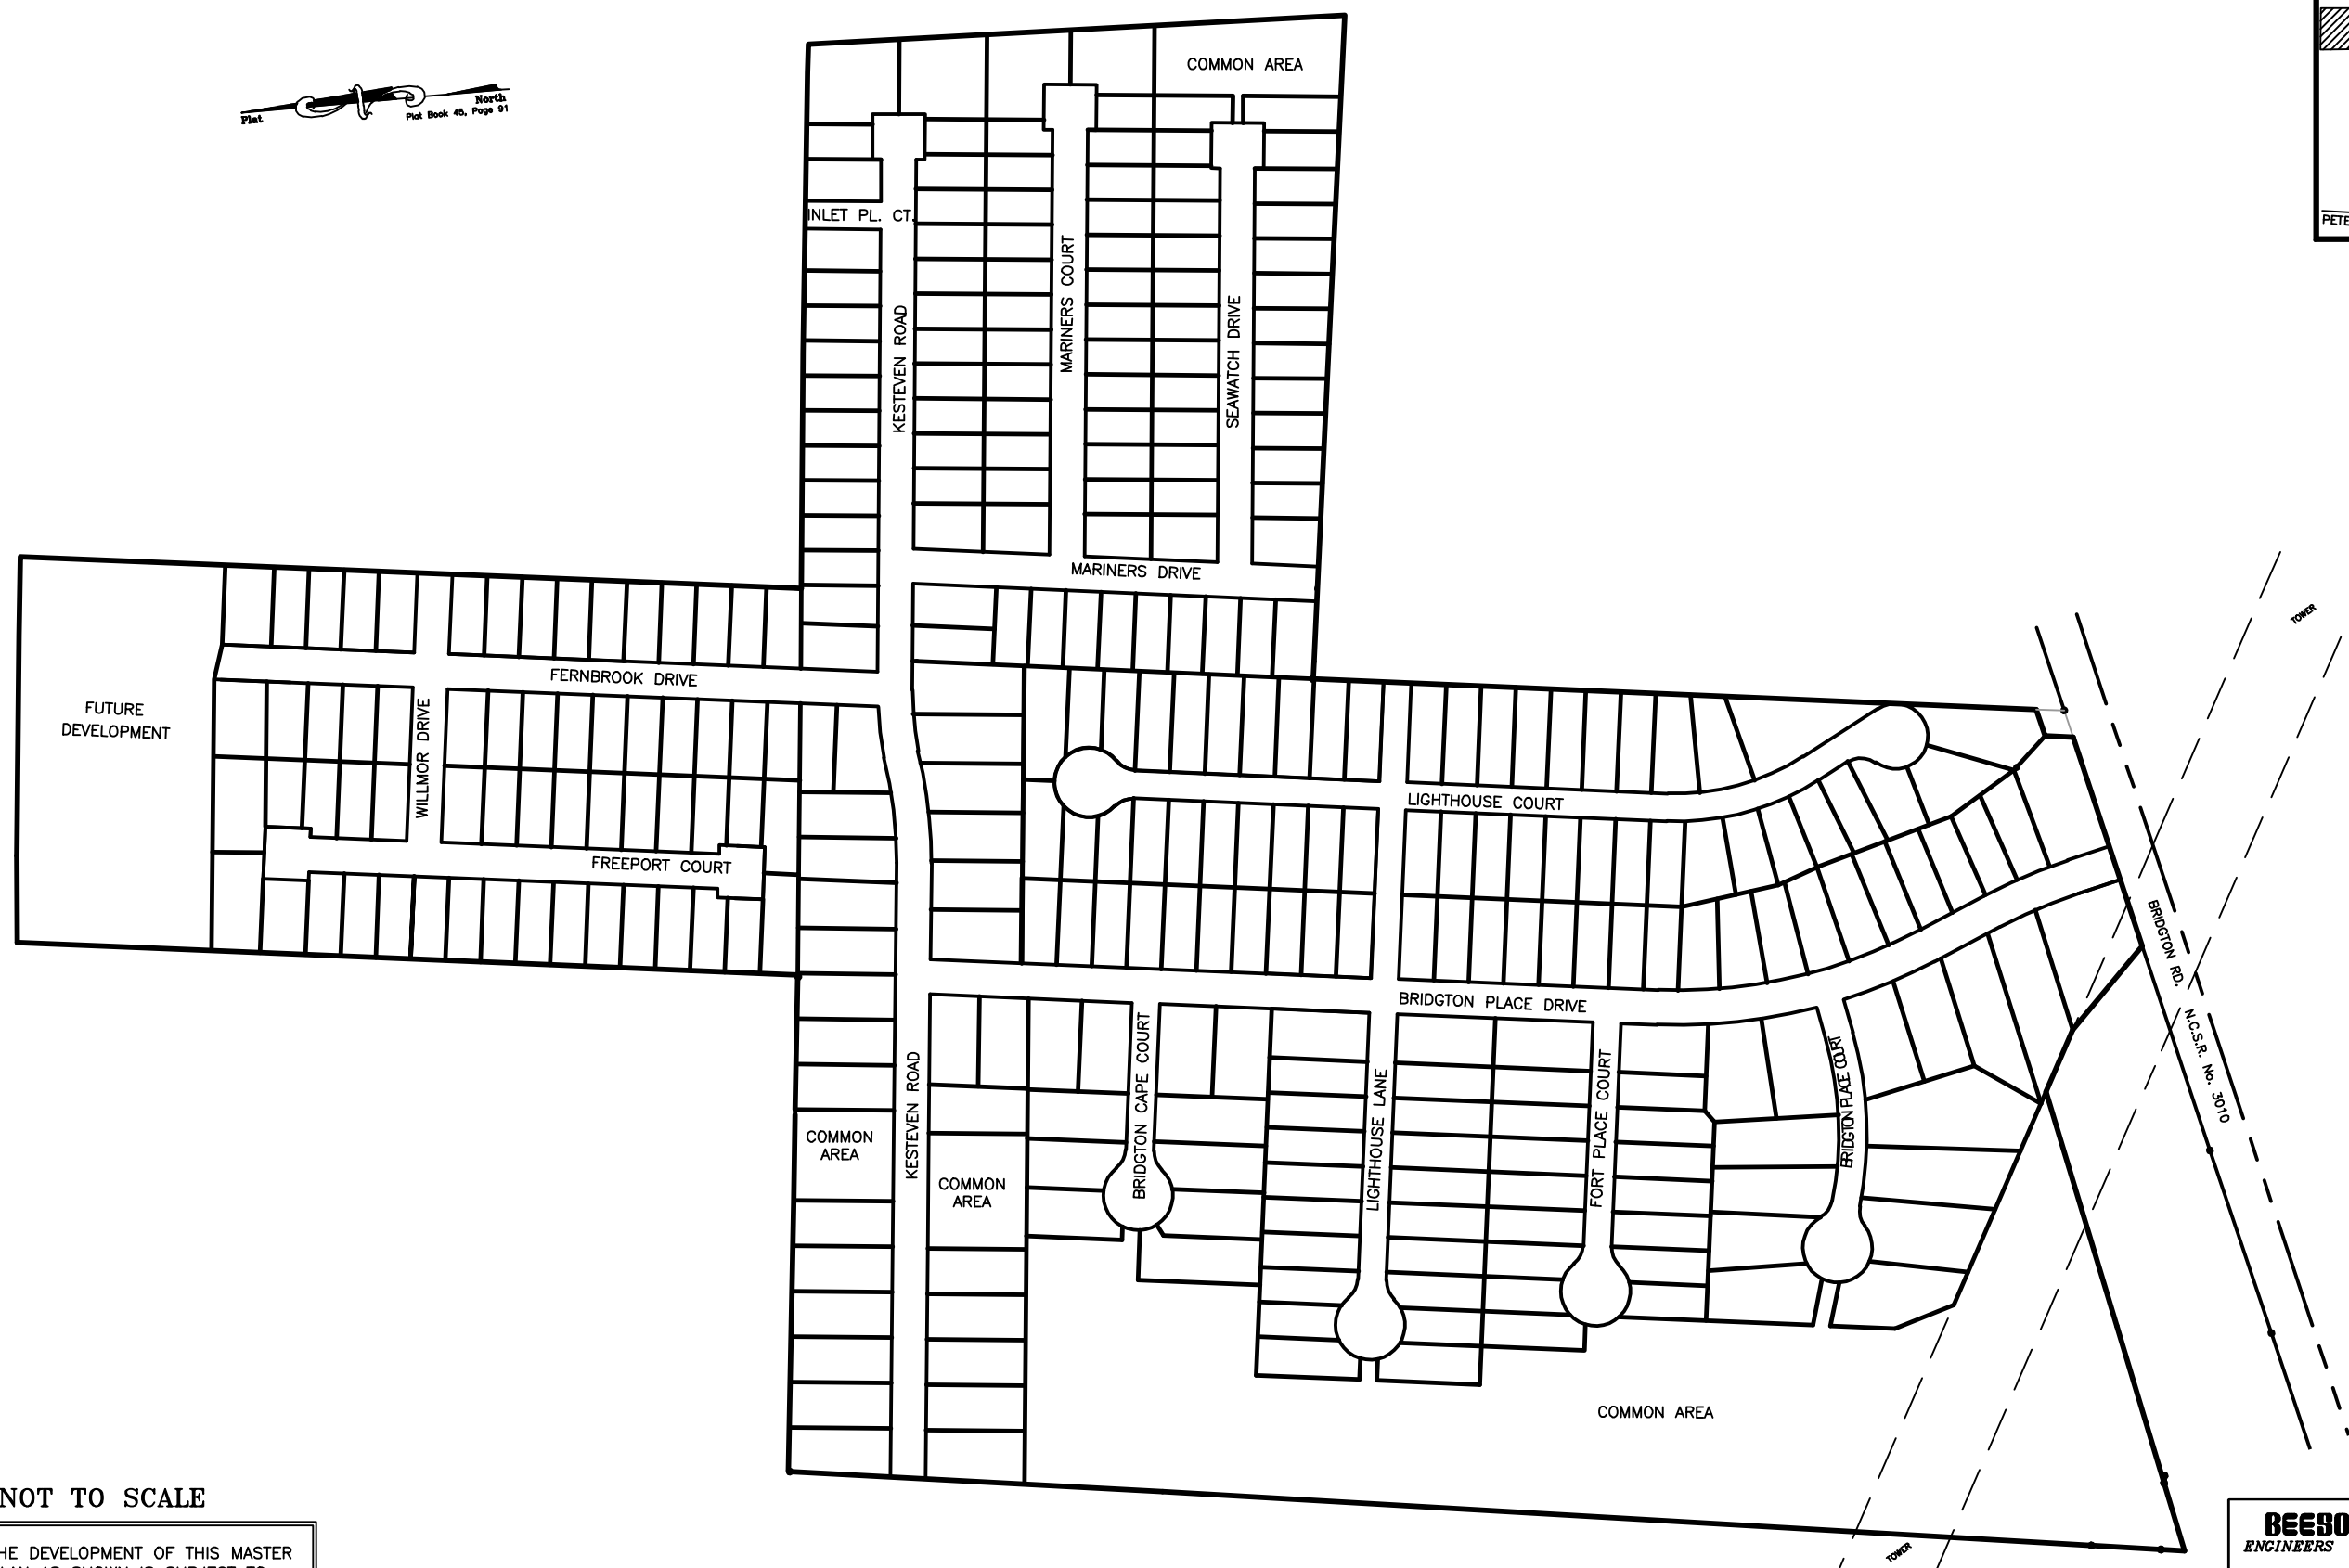 COMMON AREA
North
Plat
Plat Book 45, Page 91
INLET PL. CT.
KESTEVEN ROAD
MARINERS COURT
SEAWATCH DRIVE
MARINERS DRIVE
TOWER
FERNBROOK DRIVE
FUTURE
DEVELOPMENT
WILLMOR DRIVE
LIGHTHOUSE COURT
FREEPORT COURT
BRIDGTON RD.
N.C.S.R. No. 3010
BRIDGTON PLACE DRIVE
BRIDGTON CAPE COURT
BRIDGTON PLACE COURT
KESTEVEN ROAD
LIGHTHOUSE LANE
FORT PLACE COURT
COMMON
AREA
COMMON
AREA
COMMON AREA
NOT TO SCALE
HE DEVELOPMENT OF THIS MASTER
TOWER
BEESO
ENGINEERS